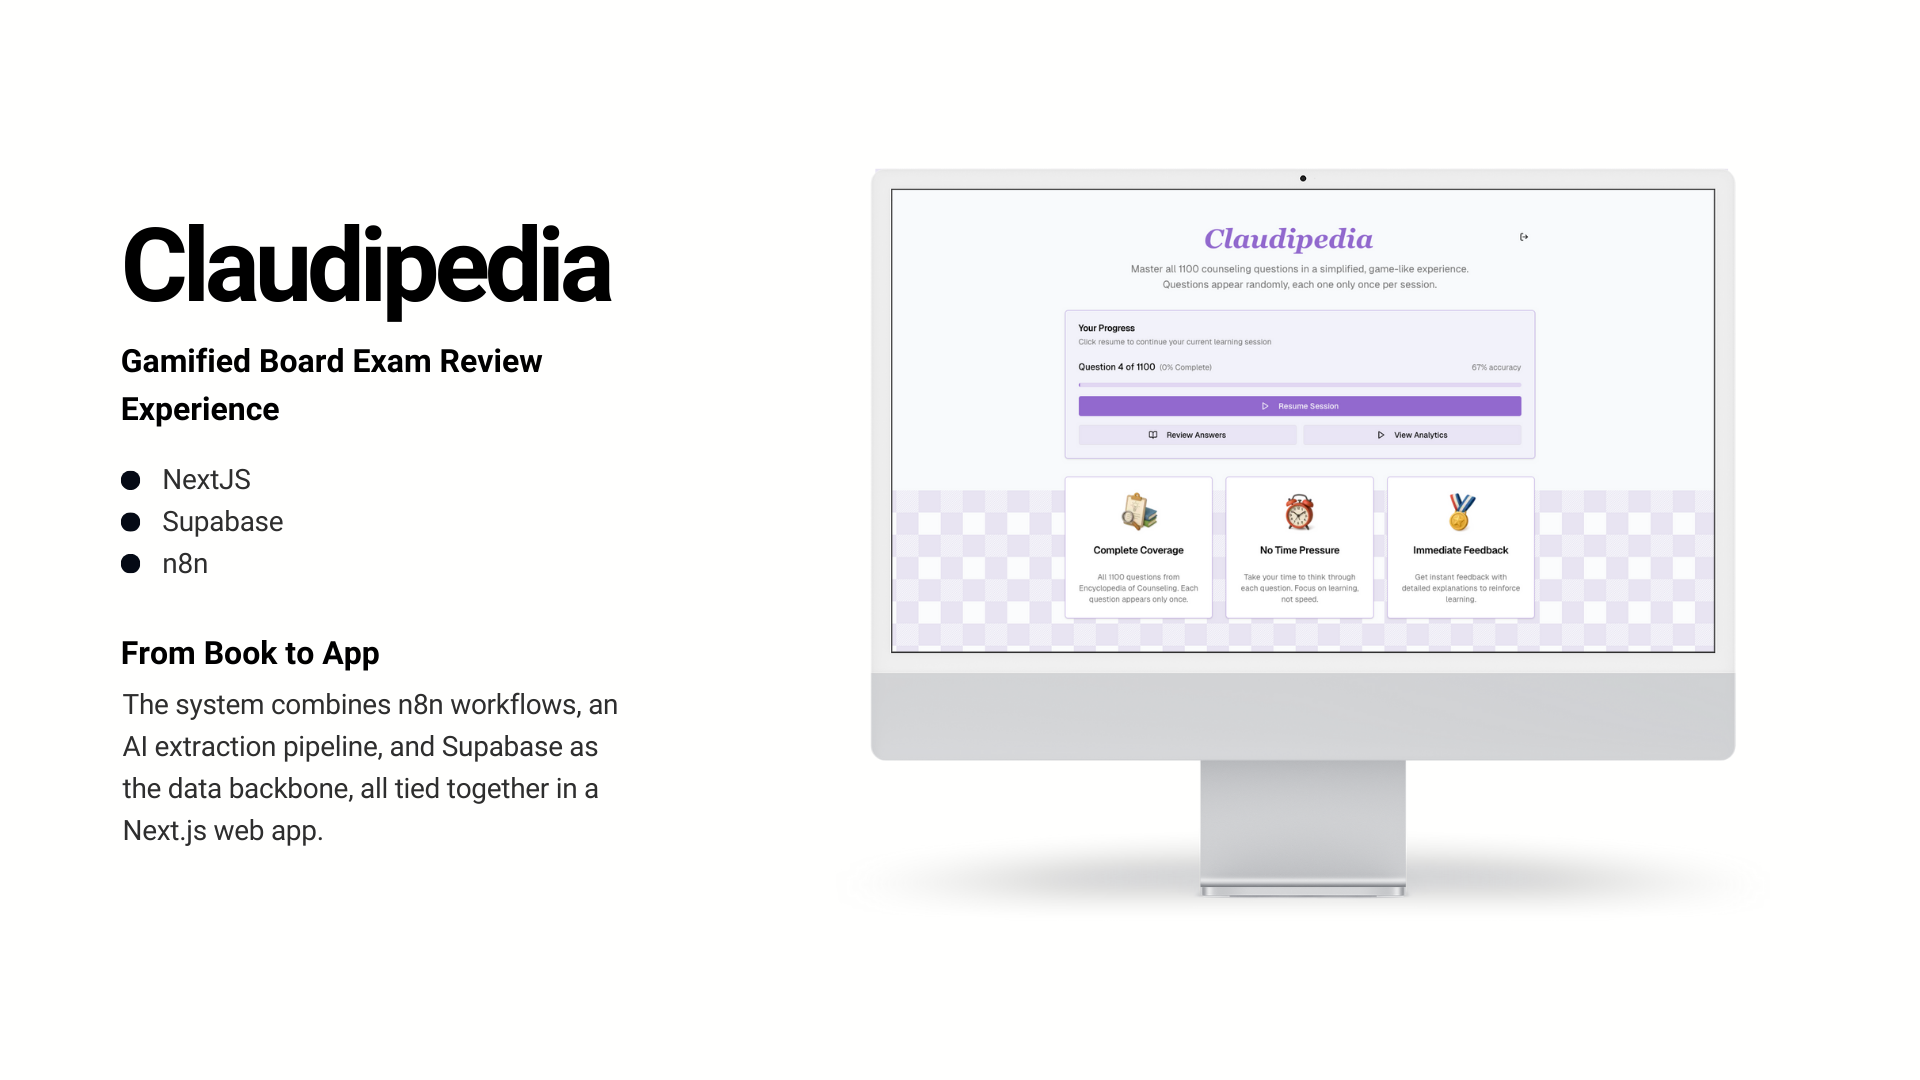 Claudipedia
Gamified Board Exam Review
Experience
NextJS
Supabase
n8n
From Book to App
The system combines n8n workflows, an
AI extraction pipeline, and Supabase as
the data backbone, all tied together in a
Next.js web app.
Claudipedia
Master all 1100 counseling questions in a simplified, game-like experience.
Questions appear randomly, each one only once per session.
Your Progress
Click resume to continue your current learning session
Question 4 of 1100 (0% Complete)
67% accuracy
Resume Session
Review Answers
View Analytics
Complete Coverage
All 1100 questions from
Encyclopedia of Counseling. Each
question appears only once.
No Time Pressure
Take your time to think through
each question. Focus on learning,
not speed.
Immediate Feedback
Get instant feedback with
detailed explanations to reinforce
learning.